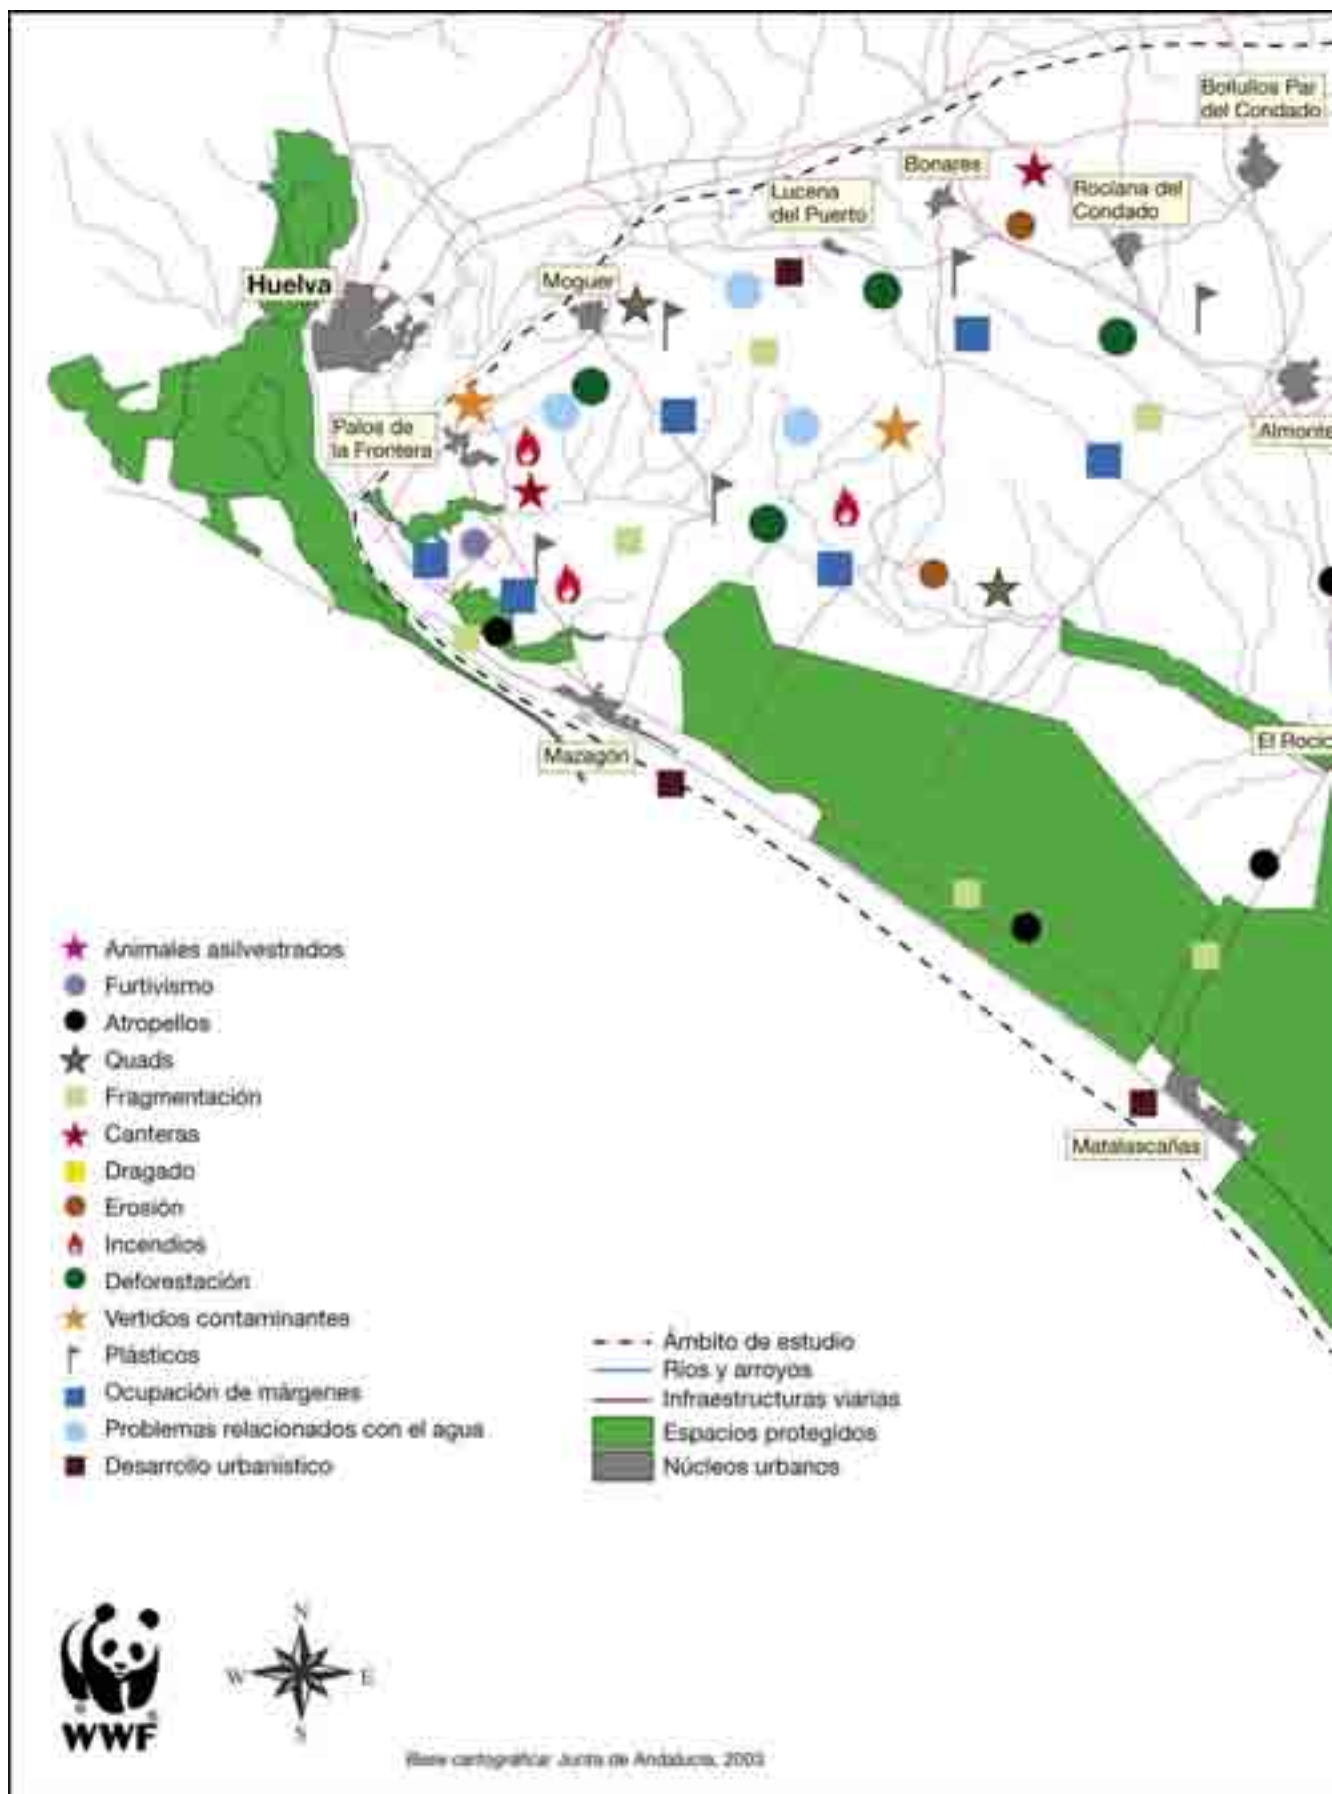 Bollullos Par
del Condado
Bonares
Rociana del
Condado
Lucena
del Puerto
Huelva
Moguer
Palos de
la Frontera
Almonte
El Rocío
Mazagón
Matalascañas
Animales asilvestrados
Furtivismo
Atropellos
Quads
Fragmentación
Canteras
Dragado
Erosión
Incendios
Deforestación
Vertidos contaminantes
Plásticos
Ocupación de márgenes
Problemas relacionados con el agua
Desarrollo urbanístico
Ámbito de estudio
Ríos y arroyos
Infraestructuras viarias
Espacios protegidos
Núcleos urbanos
N
W E
S
WWF
Base cartográfica: Junta de Andalucía, 2003